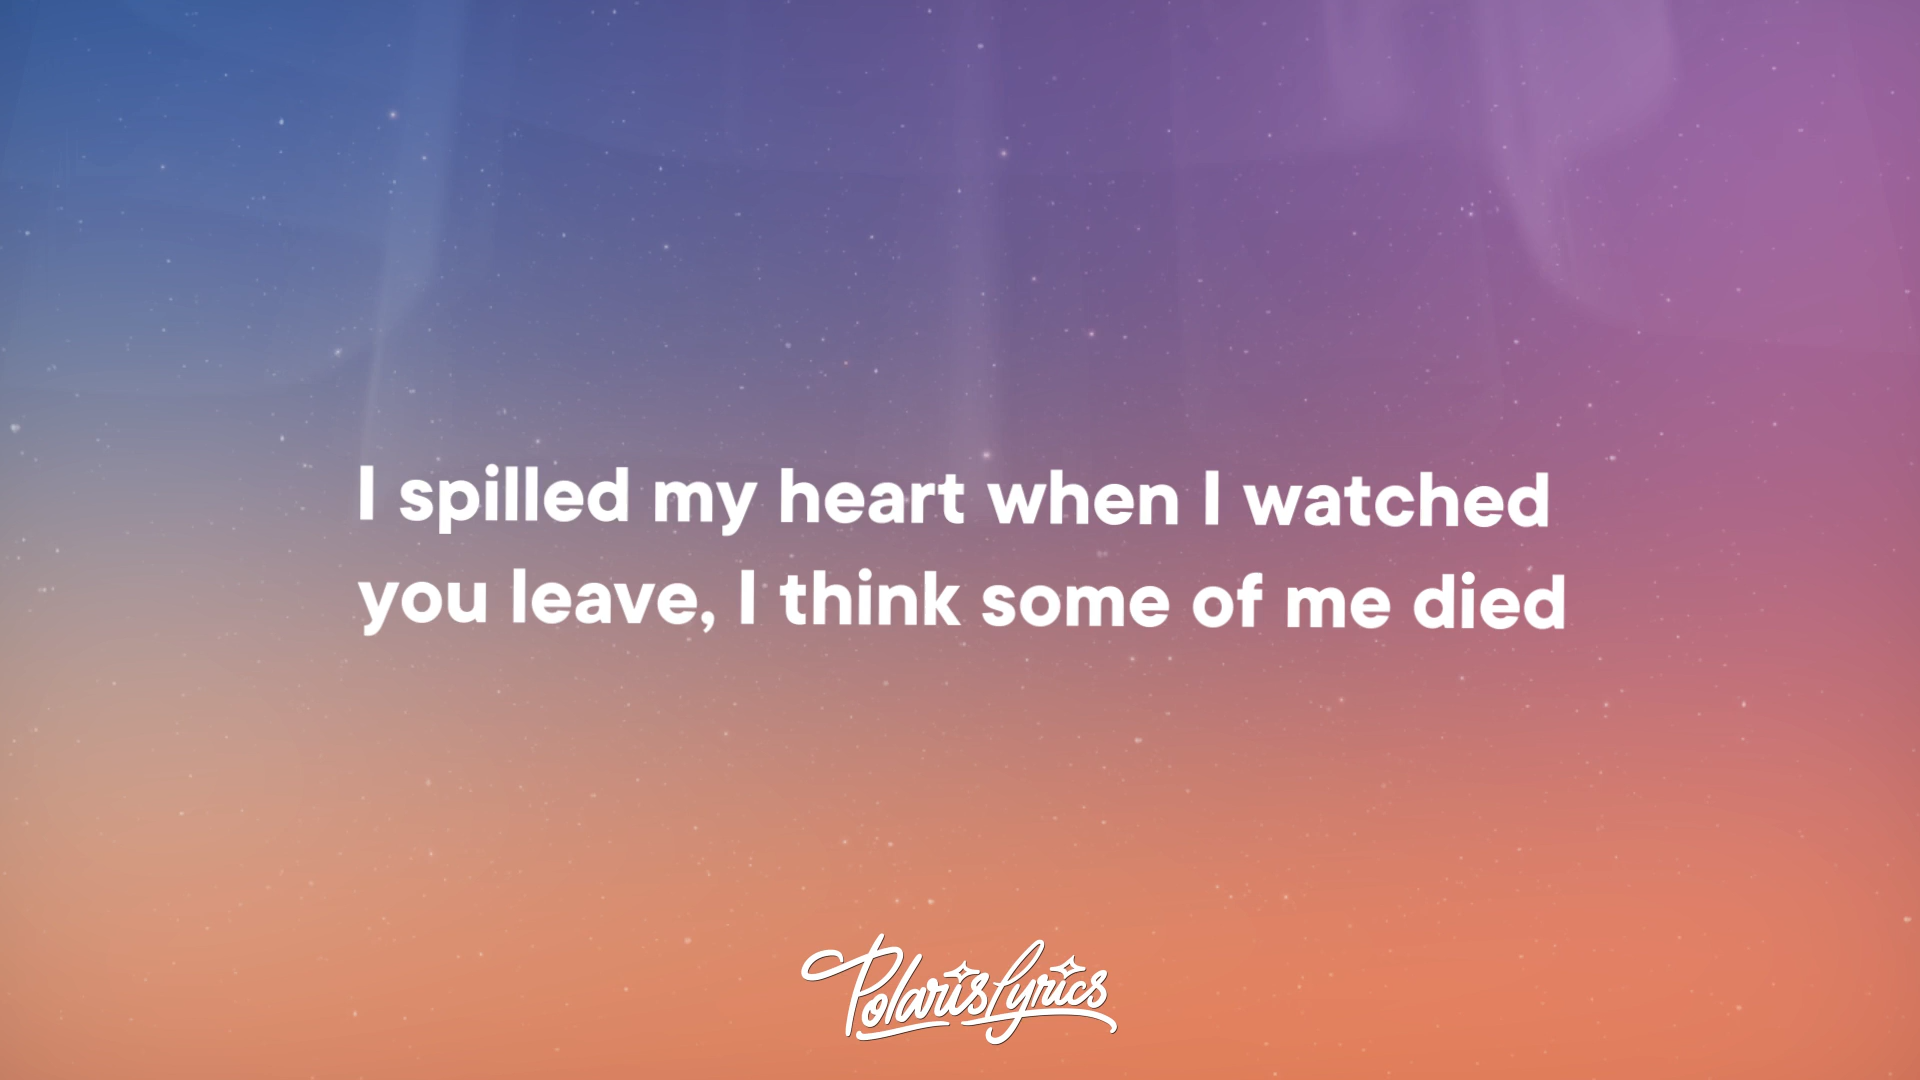 I spilled my heart when I watched
you leave, I think some of me died
PolarisLyrics